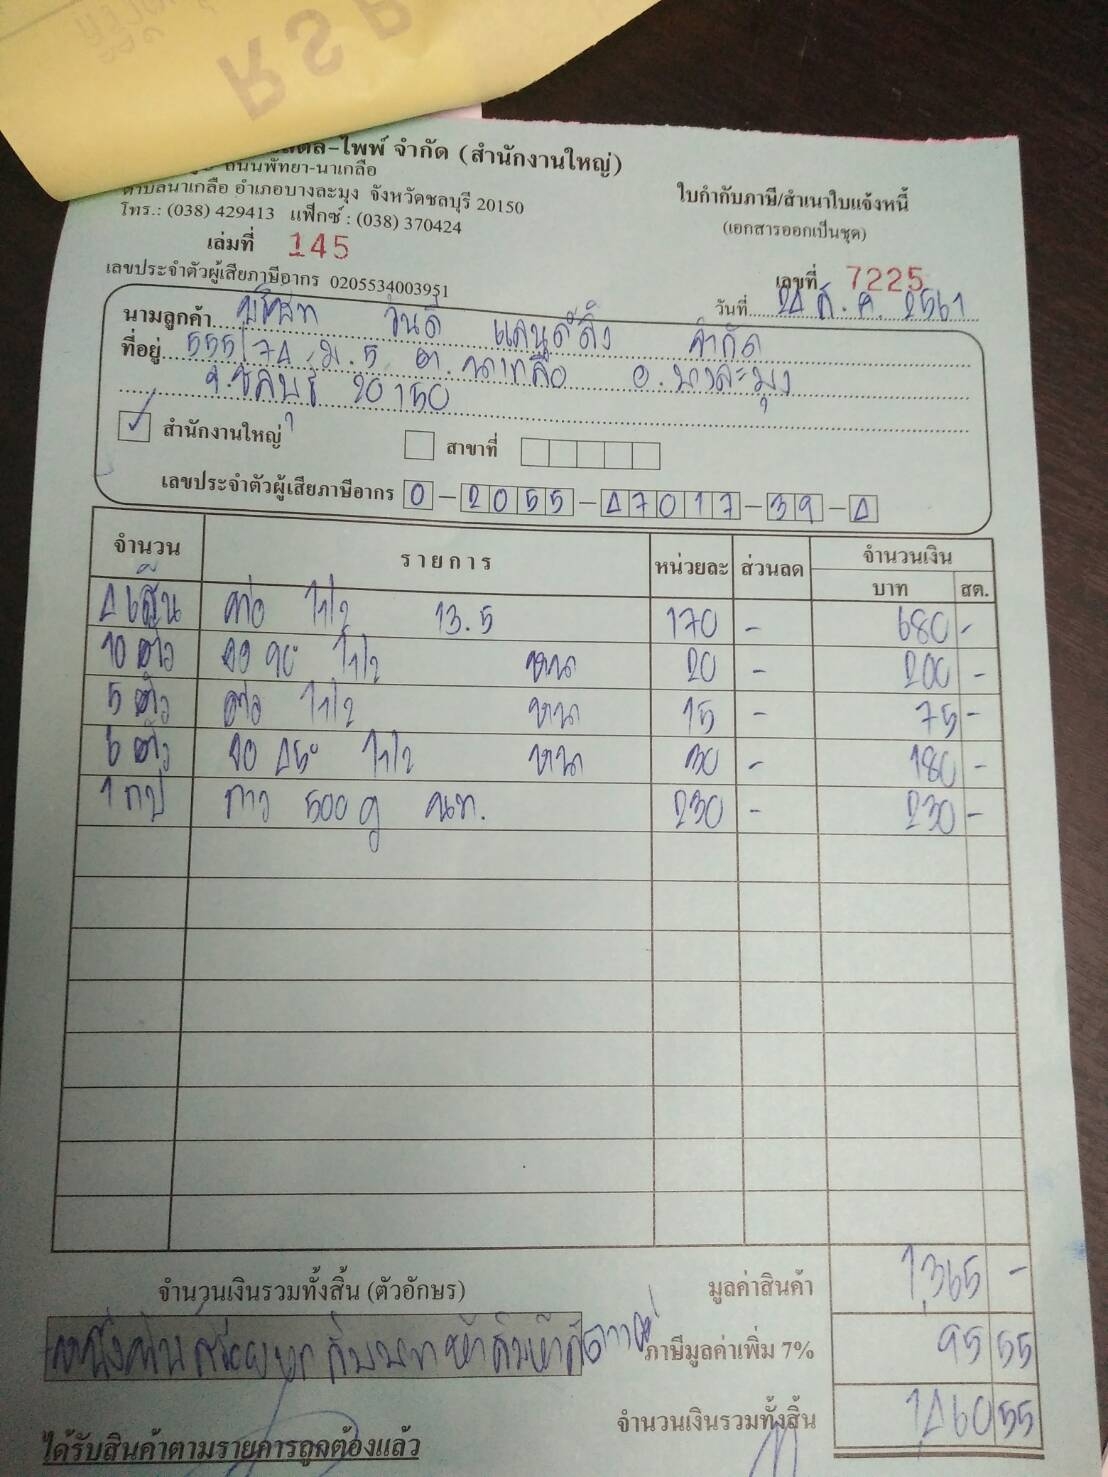 RSP
สตีล-ไพพ์ จำกัด (สำนักงานใหญ่)
ถนนพัทยา-นาเกลือ
ตำบลนาเกลือ อำเภอบางละมุง จังหวัดชลบุรี 20150
โทร.: (038) 429413 แฟ็กซ์ : (038) 370424
ใบกำกับภาษี/สำเนาใบแจ้งหนี้
(เอกสารออกเป็นชุด)
เล่มที่ 145
เลขประจำตัวผู้เสียภาษีอากร 0205534003951
เลขที่ 7225
วันที่ 24 ส.ค. 2561
นามลูกค้า บริษัท วินดี แลนด์ดิ้ง จำกัด
ที่อยู่ 555/74 ม.5 ต.นาเกลือ อ.บางละมุง
จ.ชลบุรี 20150
✓ สำนักงานใหญ่ สาขาที่
เลขประจำตัวผู้เสียภาษีอากร 0-2055-47017-39-4
จำนวน รายการ หน่วยละ ส่วนลด จำนวนเงิน
บาท สต.
4 เส้น ท่อ 1 1/2 13.5 170 - 680 -
10 ตัว งอ 90° 1 1/2 หนา 20 - 200 -
5 ตัว ต่อ 1 1/2 หนา 15 - 75 -
6 ตัว งอ 45° 1 1/2 หนา 30 - 180 -
1 กป กาว 500 g 230 - 230 -
จำนวนเงินรวมทั้งสิ้น (ตัวอักษร) มูลค่าสินค้า 1,365 -
หนึ่งพันสี่ร้อยหกสิบบาทห้าสิบห้าสตางค์ ภาษีมูลค่าเพิ่ม 7% 95 55
จำนวนเงินรวมทั้งสิ้น 1,460 55
ได้รับสินค้าตามรายการถูกต้องแล้ว